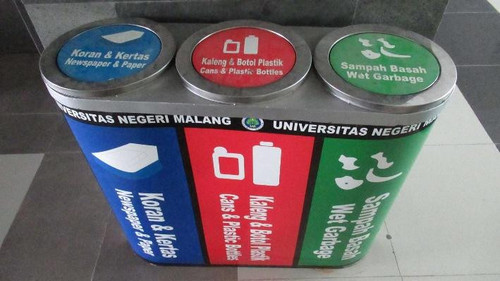 Koran & Kertas
Newspaper & Paper
Kaleng & Botol Plastik
Cans & Plastic Bottles
Sampah Basah
Wet Garbage
VERSITAS NEGERI MALANG
UNIVERSITAS NEGERI M
Koran & Kertas
Newspaper & Paper
Kaleng & Botol Plastik
Cans & Plastic Bottles
Sampah Basah
Wet Garbage